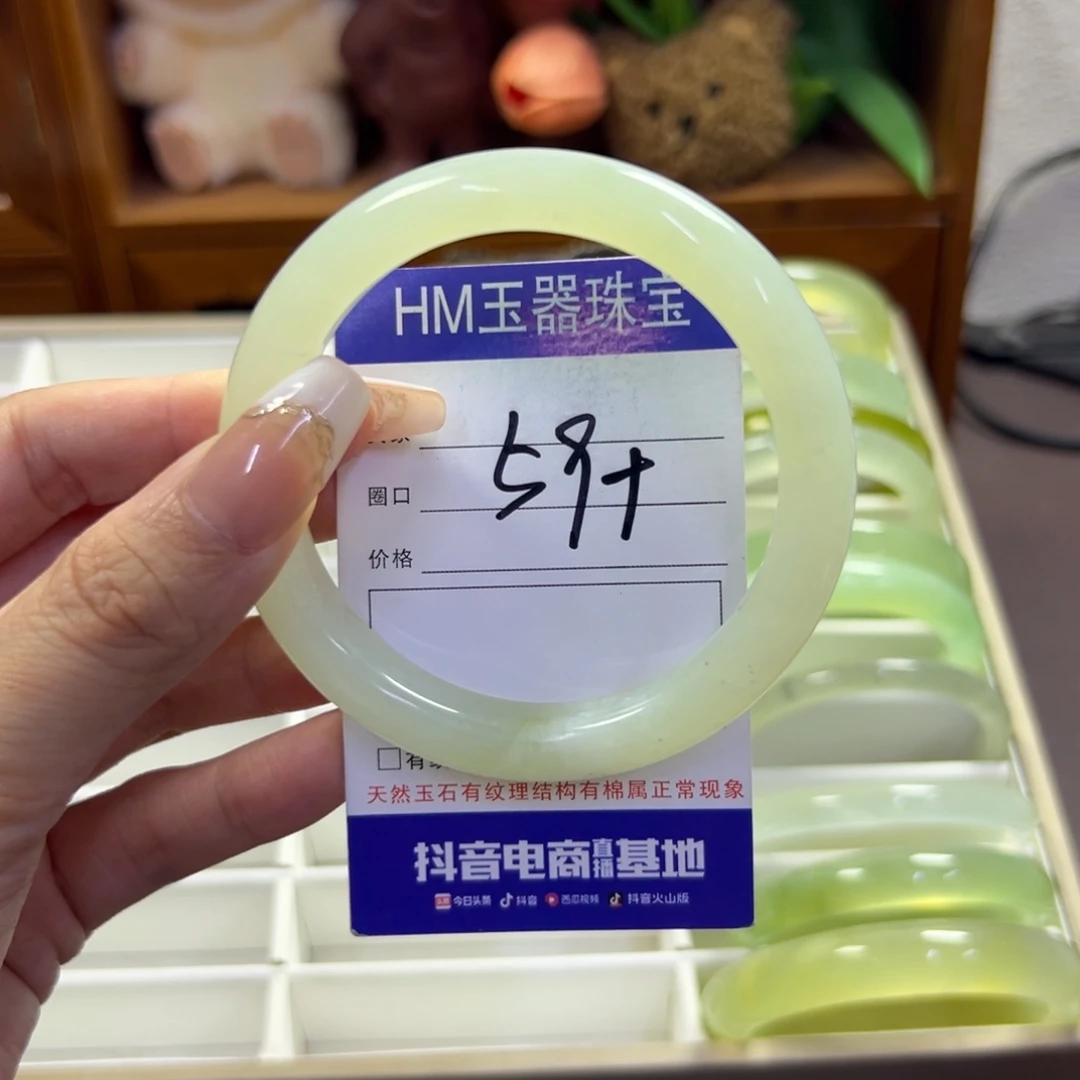 HM玉器珠宝
59+
圈口
价格
天然玉石有纹理结构有棉属正常现象
抖音电商直播基地
今日头条 抖音 西瓜视频 抖音火山版